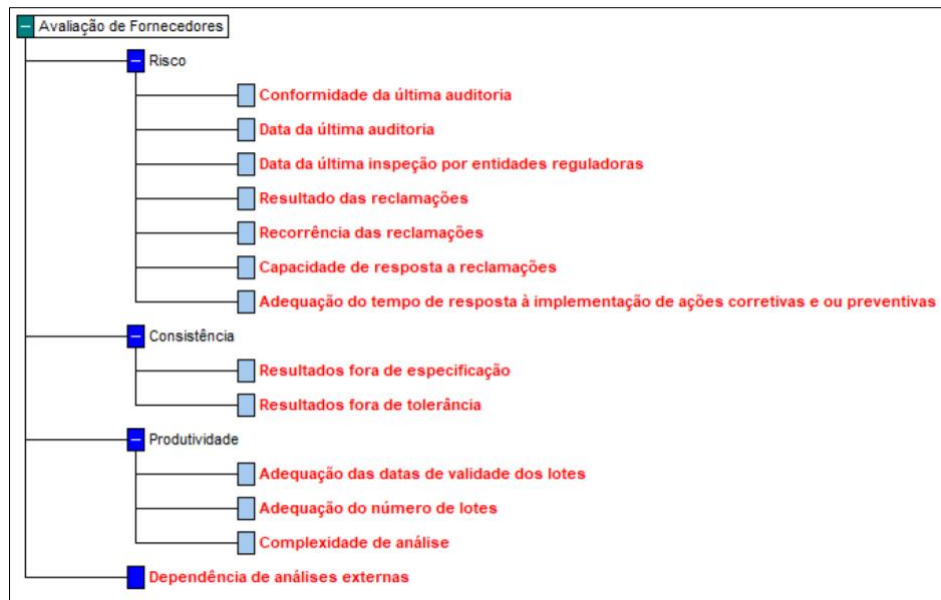 Avaliação de Fornecedores
Risco
Conformidade da última auditoria
Data da última auditoria
Data da última inspeção por entidades reguladoras
Resultado das reclamações
Recorrência das reclamações
Capacidade de resposta a reclamações
Adequação do tempo de resposta à implementação de ações corretivas e ou preventivas
Consistência
Resultados fora de especificação
Resultados fora de tolerância
Produtividade
Adequação das datas de validade dos lotes
Adequação do número de lotes
Complexidade de análise
Dependência de análises externas